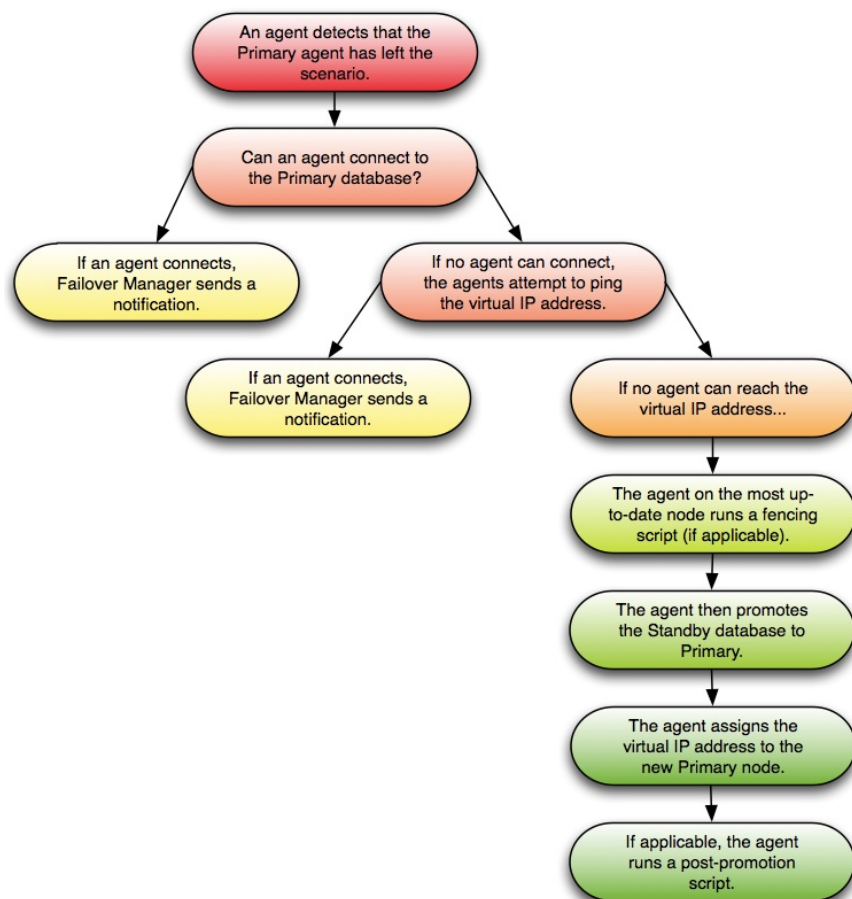 An agent detects that the
Primary agent has left the
scenario.
Can an agent connect to
the Primary database?
If an agent connects,
Failover Manager sends a
notification.
If no agent can connect,
the agents attempt to ping
the virtual IP address.
If an agent connects,
Failover Manager sends a
notification.
If no agent can reach the
virtual IP address...
The agent on the most up-
to-date node runs a fencing
script (if applicable).
The agent then promotes
the Standby database to
Primary.
The agent assigns the
virtual IP address to the
new Primary node.
If applicable, the agent
runs a post-promotion
script.